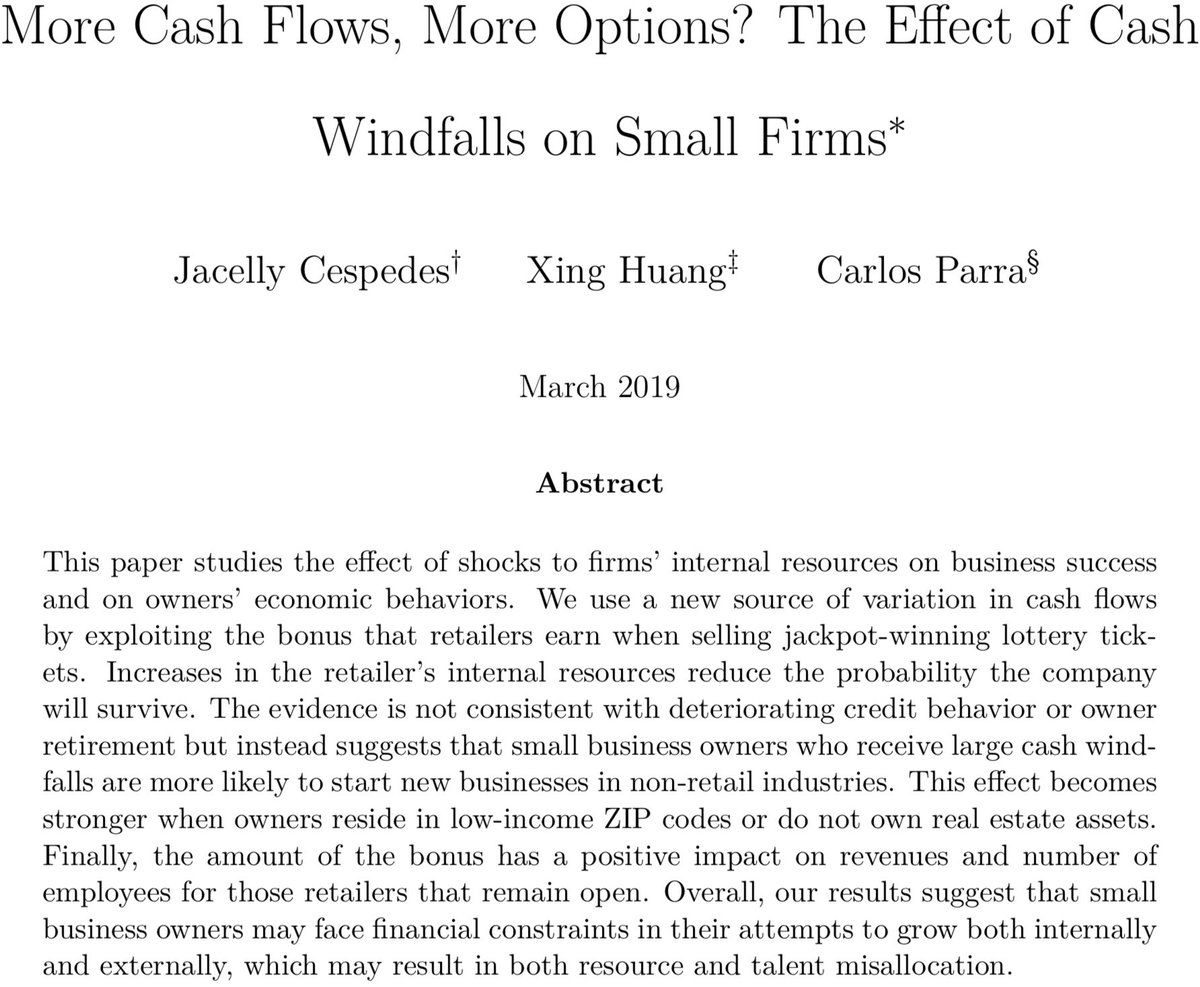 More Cash Flows, More Options? The Effect of Cash
Windfalls on Small Firms*
Jacelly Cespedes† Xing Huang‡ Carlos Parra§
March 2019
Abstract
This paper studies the effect of shocks to firms' internal resources on business success
and on owners' economic behaviors. We use a new source of variation in cash flows
by exploiting the bonus that retailers earn when selling jackpot-winning lottery tick-
ets. Increases in the retailer's internal resources reduce the probability the company
will survive. The evidence is not consistent with deteriorating credit behavior or owner
retirement but instead suggests that small business owners who receive large cash wind-
falls are more likely to start new businesses in non-retail industries. This effect becomes
stronger when owners reside in low-income ZIP codes or do not own real estate assets.
Finally, the amount of the bonus has a positive impact on revenues and number of
employees for those retailers that remain open. Overall, our results suggest that small
business owners may face financial constraints in their attempts to grow both internally
and externally, which may result in both resource and talent misallocation.